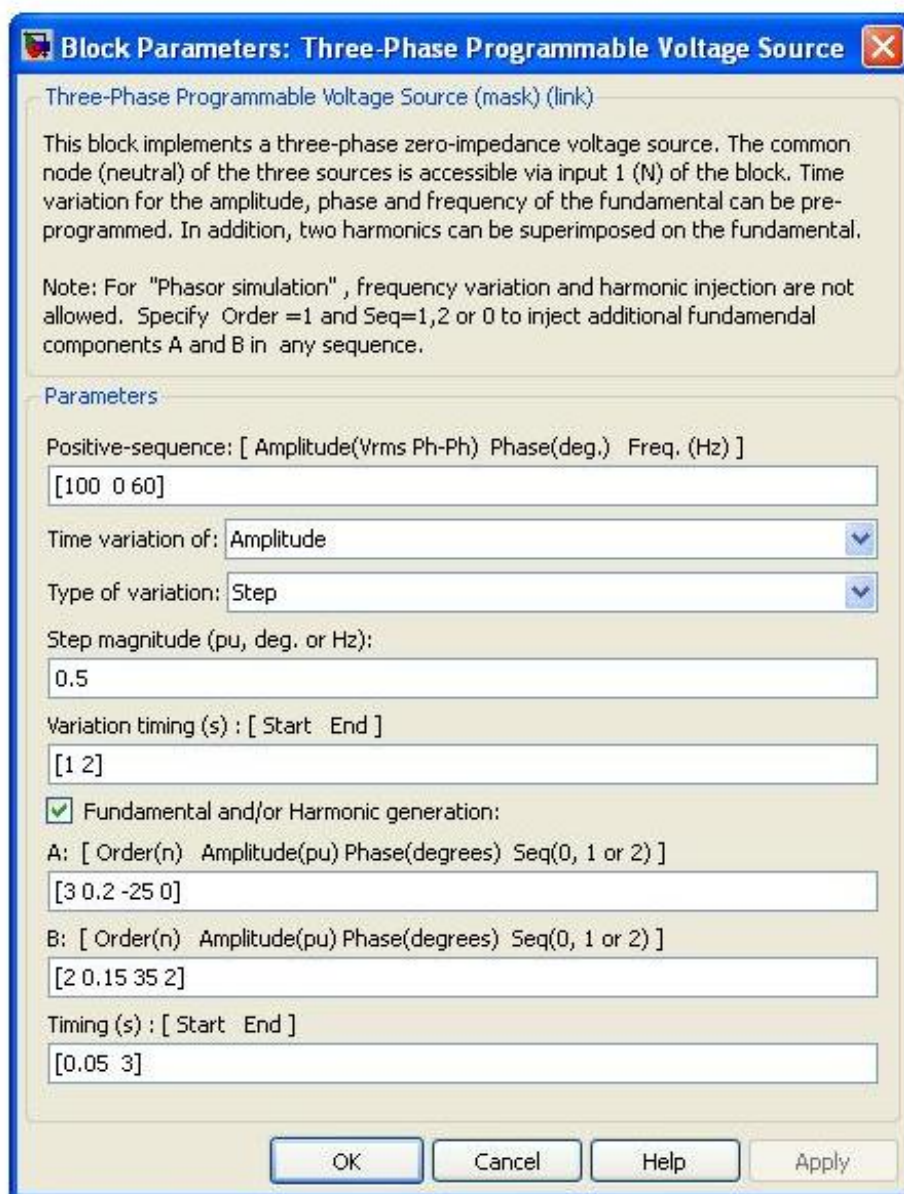 Block Parameters: Three-Phase Programmable Voltage Source
Three-Phase Programmable Voltage Source (mask) (link)
This block implements a three-phase zero-impedance voltage source. The common
node (neutral) of the three sources is accessible via input 1 (N) of the block. Time
variation for the amplitude, phase and frequency of the fundamental can be pre-
programmed. In addition, two harmonics can be superimposed on the fundamental.
Note: For "Phasor simulation" , frequency variation and harmonic injection are not
allowed. Specify Order =1 and Seq=1,2 or 0 to inject additional fundamendal
components A and B in any sequence.
Parameters
Positive-sequence: [ Amplitude(Vrms Ph-Ph) Phase(deg.) Freq. (Hz) ]
[100 0 60]
Time variation of: Amplitude
Type of variation: Step
Step magnitude (pu, deg. or Hz):
0.5
Variation timing (s) : [ Start End ]
[1 2]
Fundamental and/or Harmonic generation:
A: [ Order(n) Amplitude(pu) Phase(degrees) Seq(0, 1 or 2) ]
[3 0.2 -25 0]
B: [ Order(n) Amplitude(pu) Phase(degrees) Seq(0, 1 or 2) ]
[2 0.15 35 2]
Timing (s) : [ Start End ]
[0.05 3]
OK Cancel Help Apply